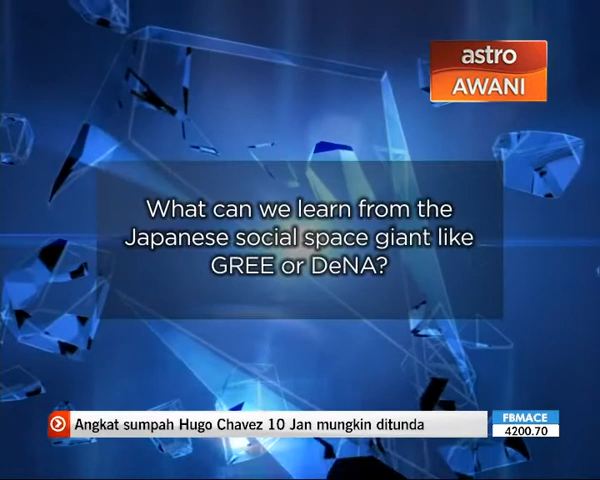 astro
AWANI
What can we learn from the
Japanese social space giant like
GREE or DeNA?
Angkat sumpah Hugo Chavez 10 Jan mungkin ditunda
FBMACE
4200.70